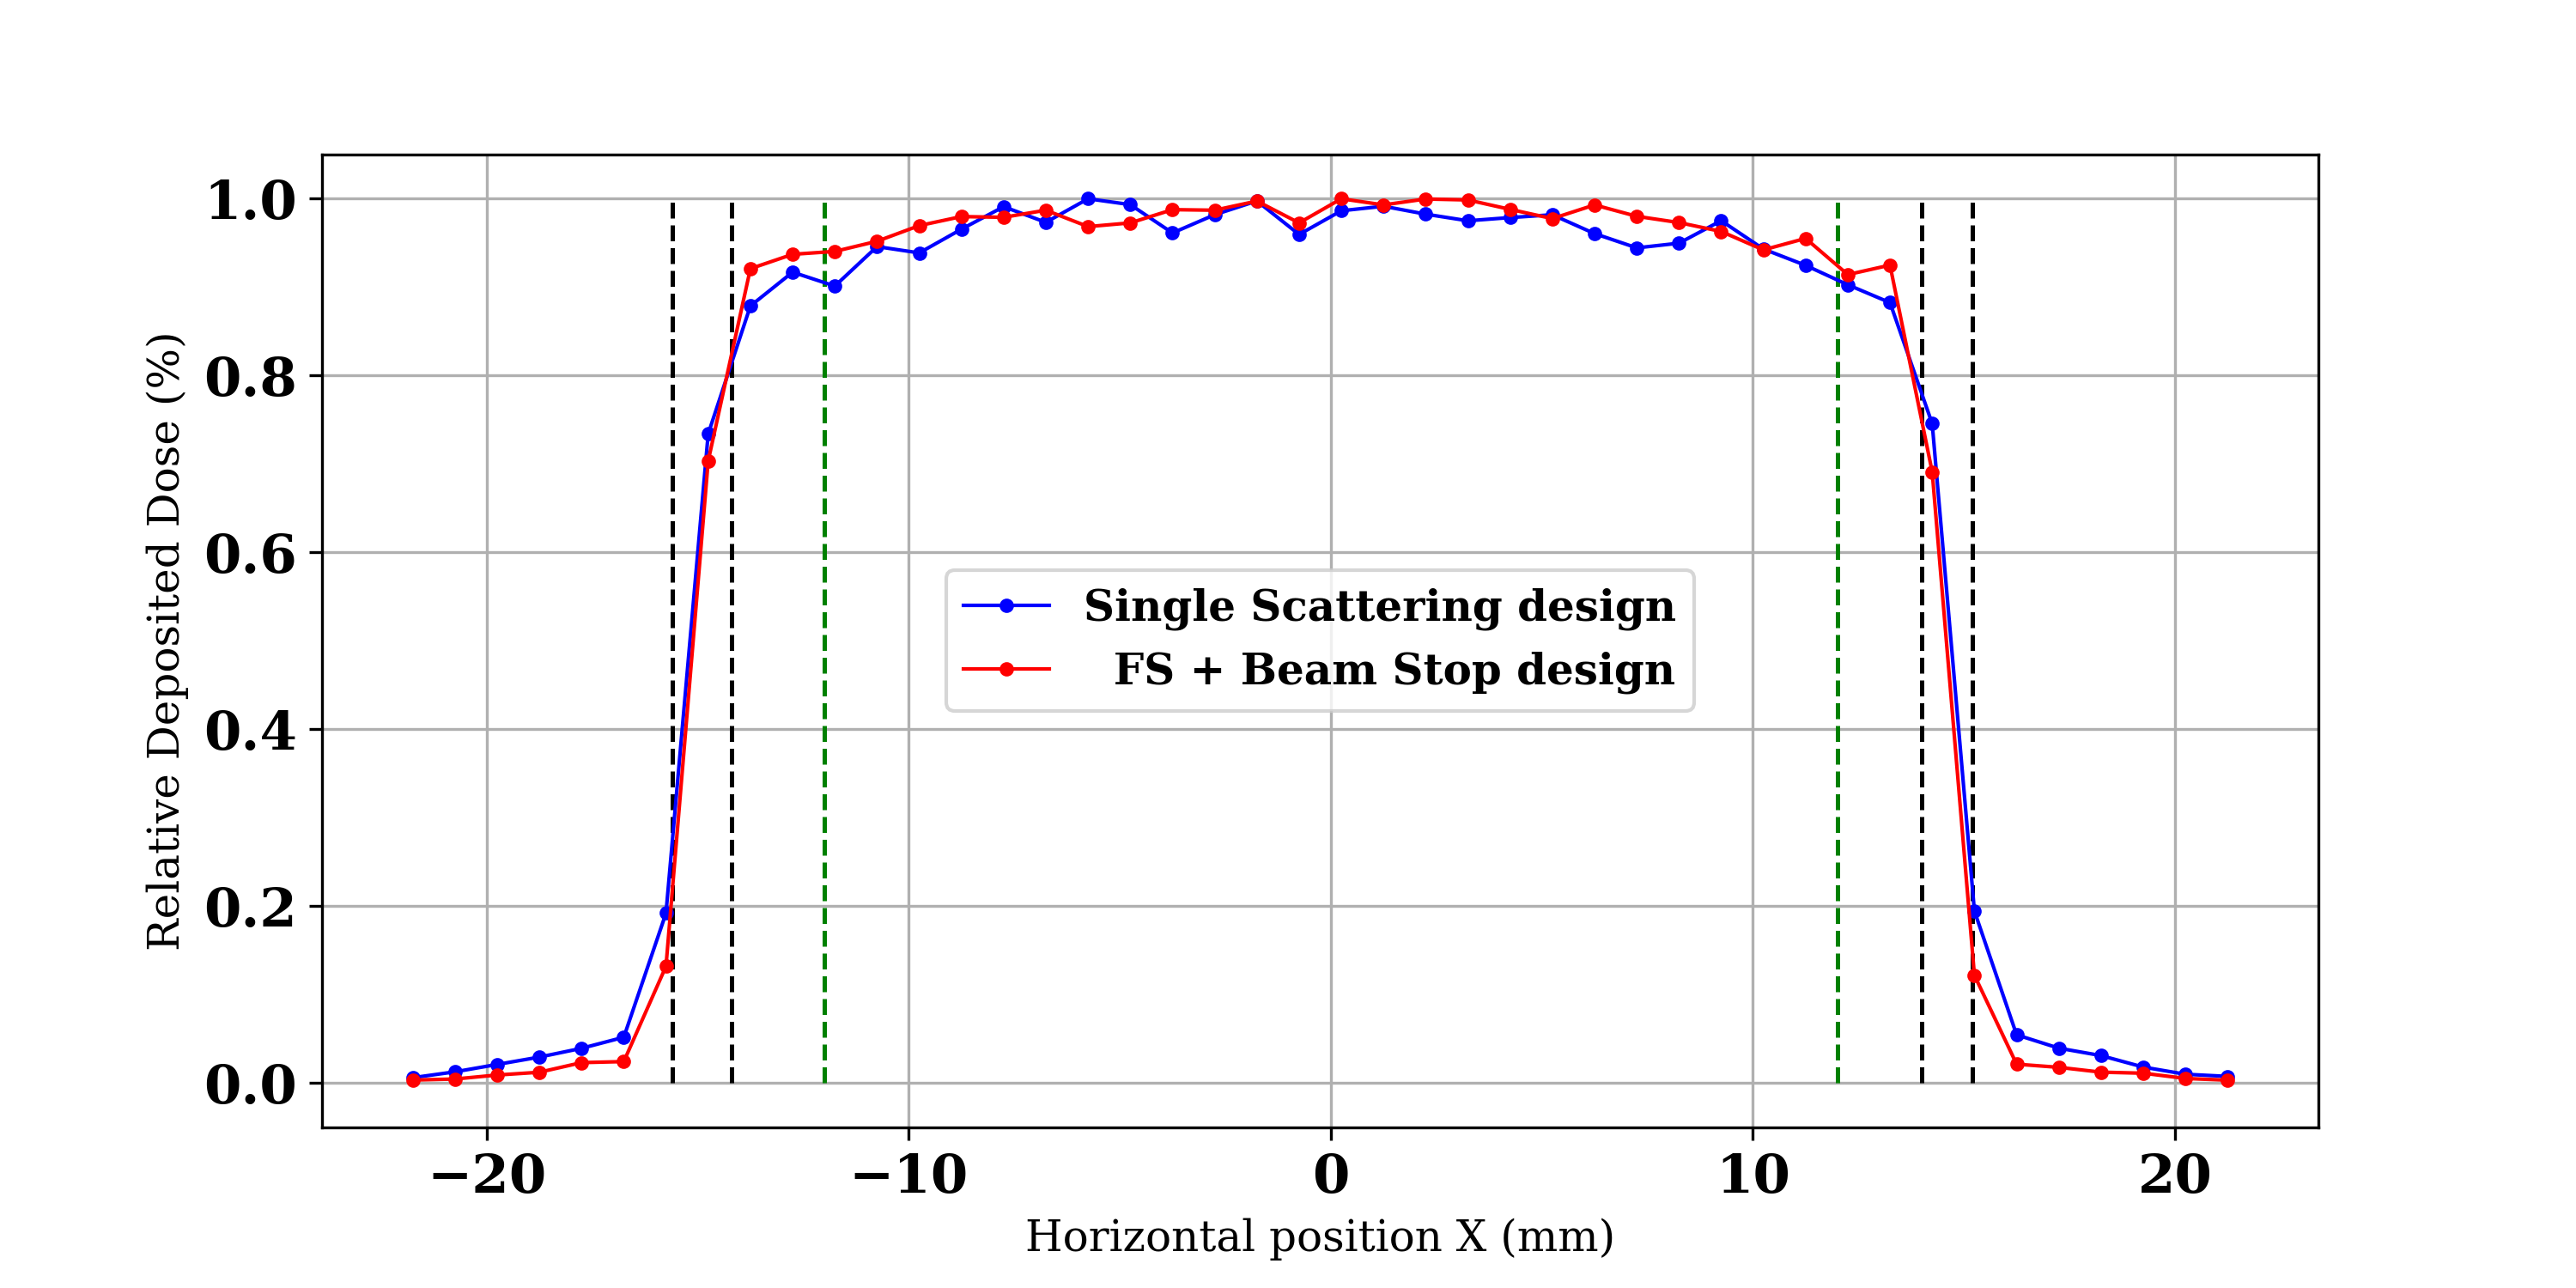 1.0
0.8
0.6
0.4
0.2
0.0
Relative Deposited Dose (%)
Single Scattering design
FS + Beam Stop design
−20 −10 0 10 20
Horizontal position X (mm)